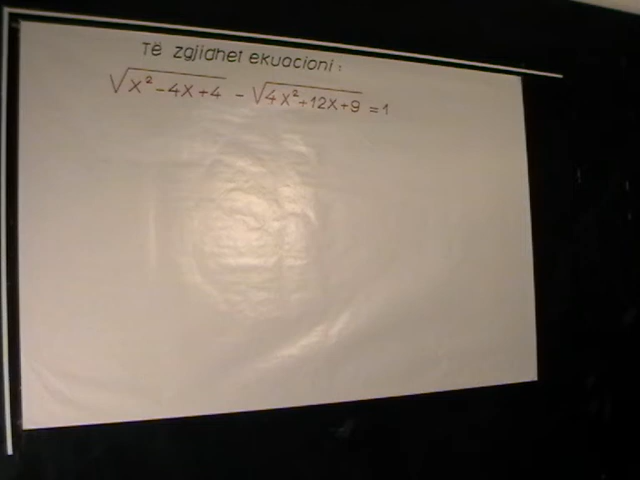 Të zgjidhet ekuacioni:
√x²-4x+4 - √4x²+12x+9 = 1